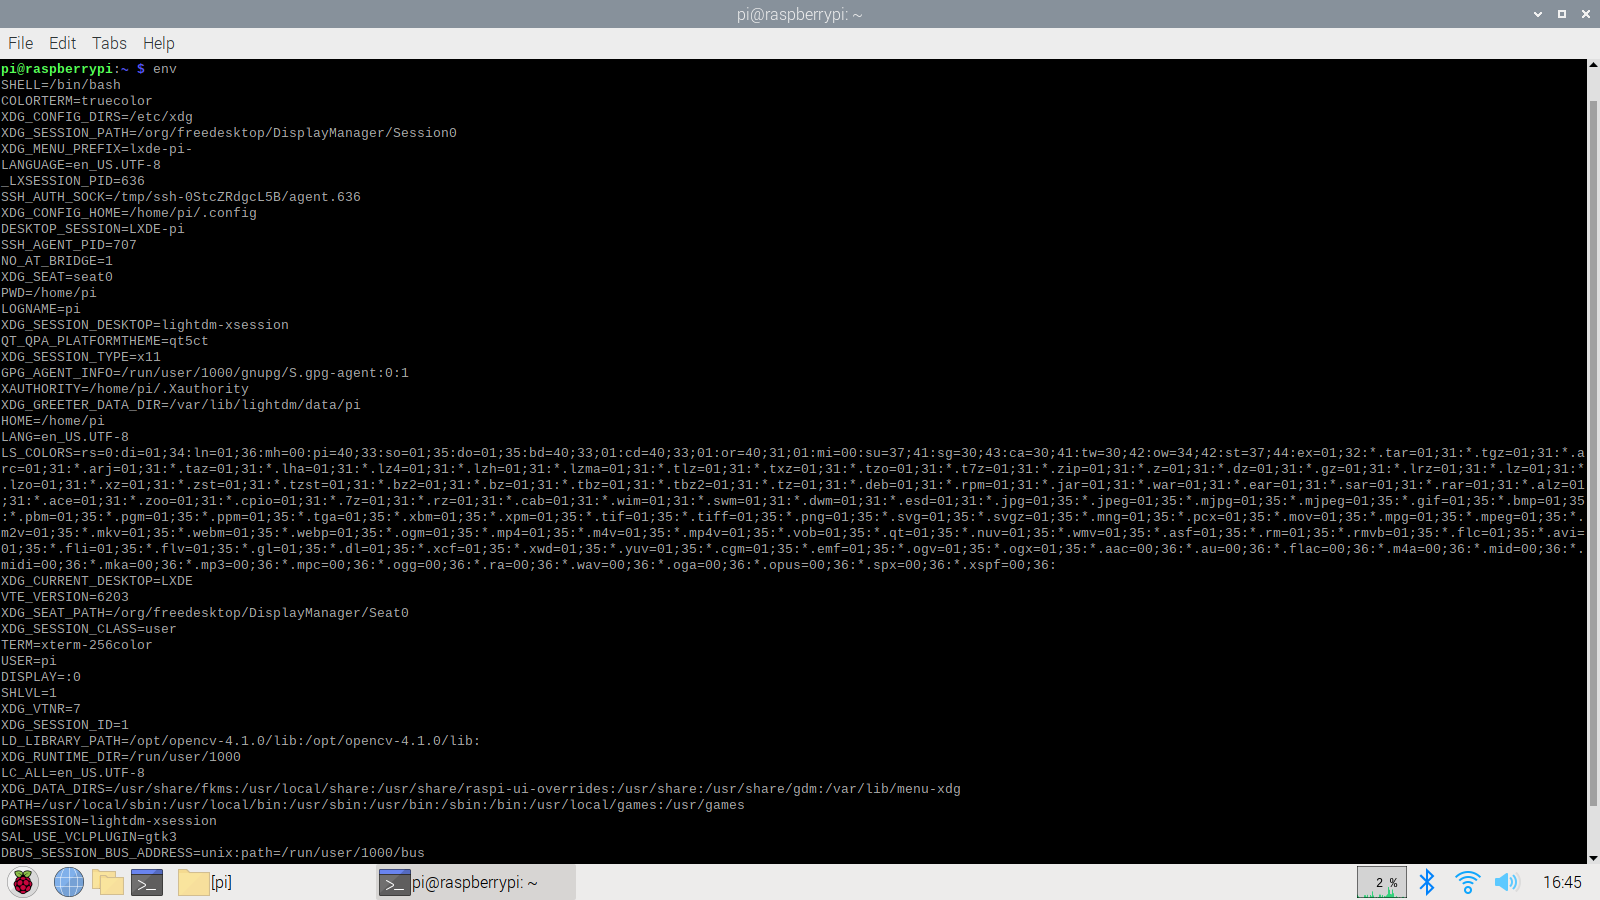 pi@raspberrypi: ~
File Edit Tabs Help
pi@raspberrypi:~ $ env
SHELL=/bin/bash
COLORTERM=truecolor
XDG_CONFIG_DIRS=/etc/xdg
XDG_SESSION_PATH=/org/freedesktop/DisplayManager/Session0
XDG_MENU_PREFIX=lxde-pi-
LANGUAGE=en_US.UTF-8
_LXSESSION_PID=636
SSH_AUTH_SOCK=/tmp/ssh-0StcZRdgcL5B/agent.636
XDG_CONFIG_HOME=/home/pi/.config
DESKTOP_SESSION=LXDE-pi
SSH_AGENT_PID=707
NO_AT_BRIDGE=1
XDG_SEAT=seat0
PWD=/home/pi
LOGNAME=pi
XDG_SESSION_DESKTOP=lightdm-xsession
QT_QPA_PLATFORMTHEME=qt5ct
XDG_SESSION_TYPE=x11
GPG_AGENT_INFO=/run/user/1000/gnupg/S.gpg-agent:0:1
XAUTHORITY=/home/pi/.Xauthority
XDG_GREETER_DATA_DIR=/var/lib/lightdm/data/pi
HOME=/home/pi
LANG=en_US.UTF-8
LS_COLORS=rs=0:di=01;34:ln=01;36:mh=00:pi=40;33:so=01;35:do=01;35:bd=40;33;01:cd=40;33;01:or=40;31;01:mi=00:su=37;41:sg=30;43:ca=30;41:tw=30;42:ow=34;42:st=37;44:ex=01;32:*.tar=01;31:*.tgz=01;31:*.a
rc=01;31:*.arj=01;31:*.taz=01;31:*.lha=01;31:*.lz4=01;31:*.lzh=01;31:*.lzma=01;31:*.tlz=01;31:*.txz=01;31:*.tzo=01;31:*.t7z=01;31:*.zip=01;31:*.z=01;31:*.dz=01;31:*.gz=01;31:*.lrz=01;31:*.lz=01;31:*
.lzo=01;31:*.xz=01;31:*.zst=01;31:*.tzst=01;31:*.bz2=01;31:*.bz=01;31:*.tbz=01;31:*.tbz2=01;31:*.tz=01;31:*.deb=01;31:*.rpm=01;31:*.jar=01;31:*.war=01;31:*.ear=01;31:*.sar=01;31:*.rar=01;31:*.alz=01
;31:*.ace=01;31:*.zoo=01;31:*.cpio=01;31:*.7z=01;31:*.rz=01;31:*.cab=01;31:*.wim=01;31:*.swm=01;31:*.dwm=01;31:*.esd=01;31:*.jpg=01;35:*.jpeg=01;35:*.mjpg=01;35:*.mjpeg=01;35:*.gif=01;35:*.bmp=01;35
:*.pbm=01;35:*.pgm=01;35:*.ppm=01;35:*.tga=01;35:*.xbm=01;35:*.xpm=01;35:*.tif=01;35:*.tiff=01;35:*.png=01;35:*.svg=01;35:*.svgz=01;35:*.mng=01;35:*.pcx=01;35:*.mov=01;35:*.mpg=01;35:*.mpeg=01;35:*.
m2v=01;35:*.mkv=01;35:*.webm=01;35:*.webp=01;35:*.ogm=01;35:*.mp4=01;35:*.m4v=01;35:*.mp4v=01;35:*.vob=01;35:*.qt=01;35:*.nuv=01;35:*.wmv=01;35:*.asf=01;35:*.rm=01;35:*.rmvb=01;35:*.flc=01;35:*.avi=
01;35:*.fli=01;35:*.flv=01;35:*.gl=01;35:*.dl=01;35:*.xcf=01;35:*.xwd=01;35:*.yuv=01;35:*.cgm=01;35:*.emf=01;35:*.ogv=01;35:*.ogx=01;35:*.aac=00;36:*.au=00;36:*.flac=00;36:*.m4a=00;36:*.mid=00;36:*.
midi=00;36:*.mka=00;36:*.mp3=00;36:*.mpc=00;36:*.ogg=00;36:*.ra=00;36:*.wav=00;36:*.oga=00;36:*.opus=00;36:*.spx=00;36:*.xspf=00;36:
XDG_CURRENT_DESKTOP=LXDE
VTE_VERSION=6203
XDG_SEAT_PATH=/org/freedesktop/DisplayManager/Seat0
XDG_SESSION_CLASS=user
TERM=xterm-256color
USER=pi
DISPLAY=:0
SHLVL=1
XDG_VTNR=7
XDG_SESSION_ID=1
LD_LIBRARY_PATH=/opt/opencv-4.1.0/lib:/opt/opencv-4.1.0/lib:
XDG_RUNTIME_DIR=/run/user/1000
LC_ALL=en_US.UTF-8
XDG_DATA_DIRS=/usr/share/fkms:/usr/local/share:/usr/share/raspi-ui-overrides:/usr/share:/usr/share/gdm:/var/lib/menu-xdg
PATH=/usr/local/sbin:/usr/local/bin:/usr/sbin:/usr/bin:/sbin:/bin:/usr/local/games:/usr/games
GDMSESSION=lightdm-xsession
SAL_USE_VCLPLUGIN=gtk3
DBUS_SESSION_BUS_ADDRESS=unix:path=/run/user/1000/bus
[pi] pi@raspberrypi: ~ 2 % 16:45